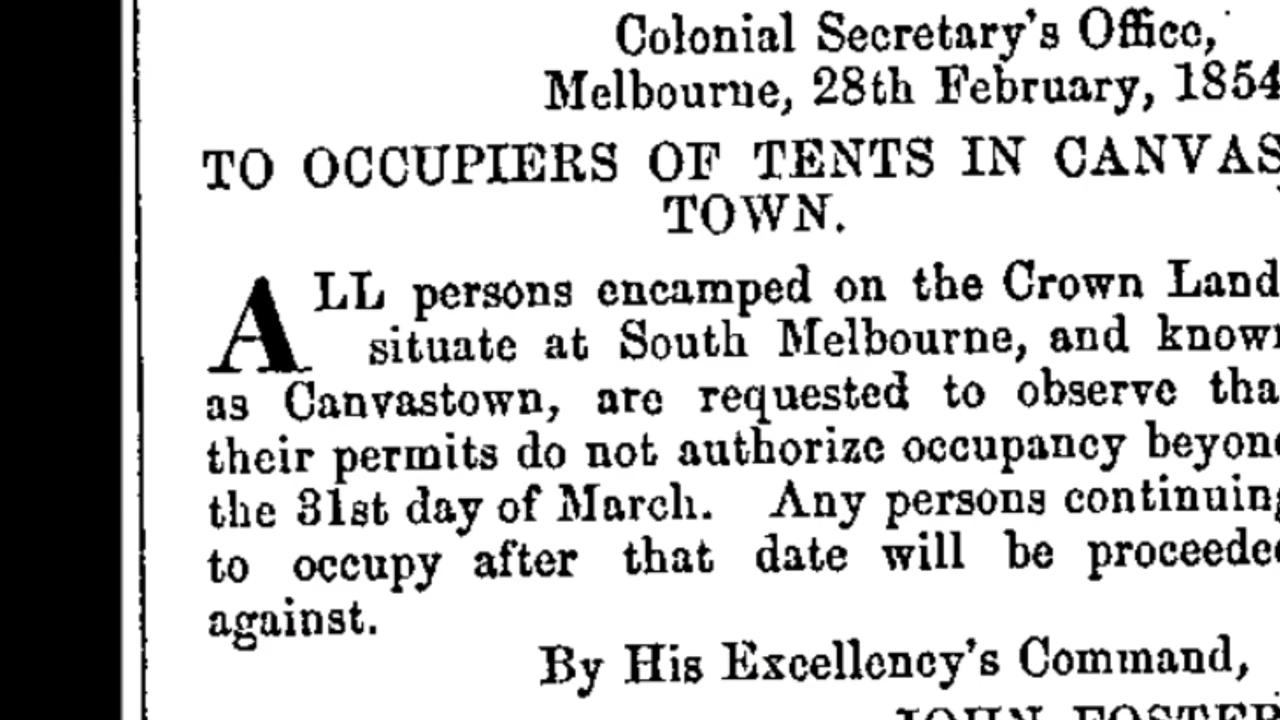 Colonial Secretary's Office,
Melbourne, 28th February, 1854
TO OCCUPIERS OF TENTS IN CANVAS
TOWN.
ALL persons encamped on the Crown Land
situate at South Melbourne, and known
as Canvastown, are requested to observe tha
their permits do not authorize occupancy beyond
the 31st day of March. Any persons continuing
to occupy after that date will be proceeded
against.
By His Excellency's Command,
JOHN FOSTER